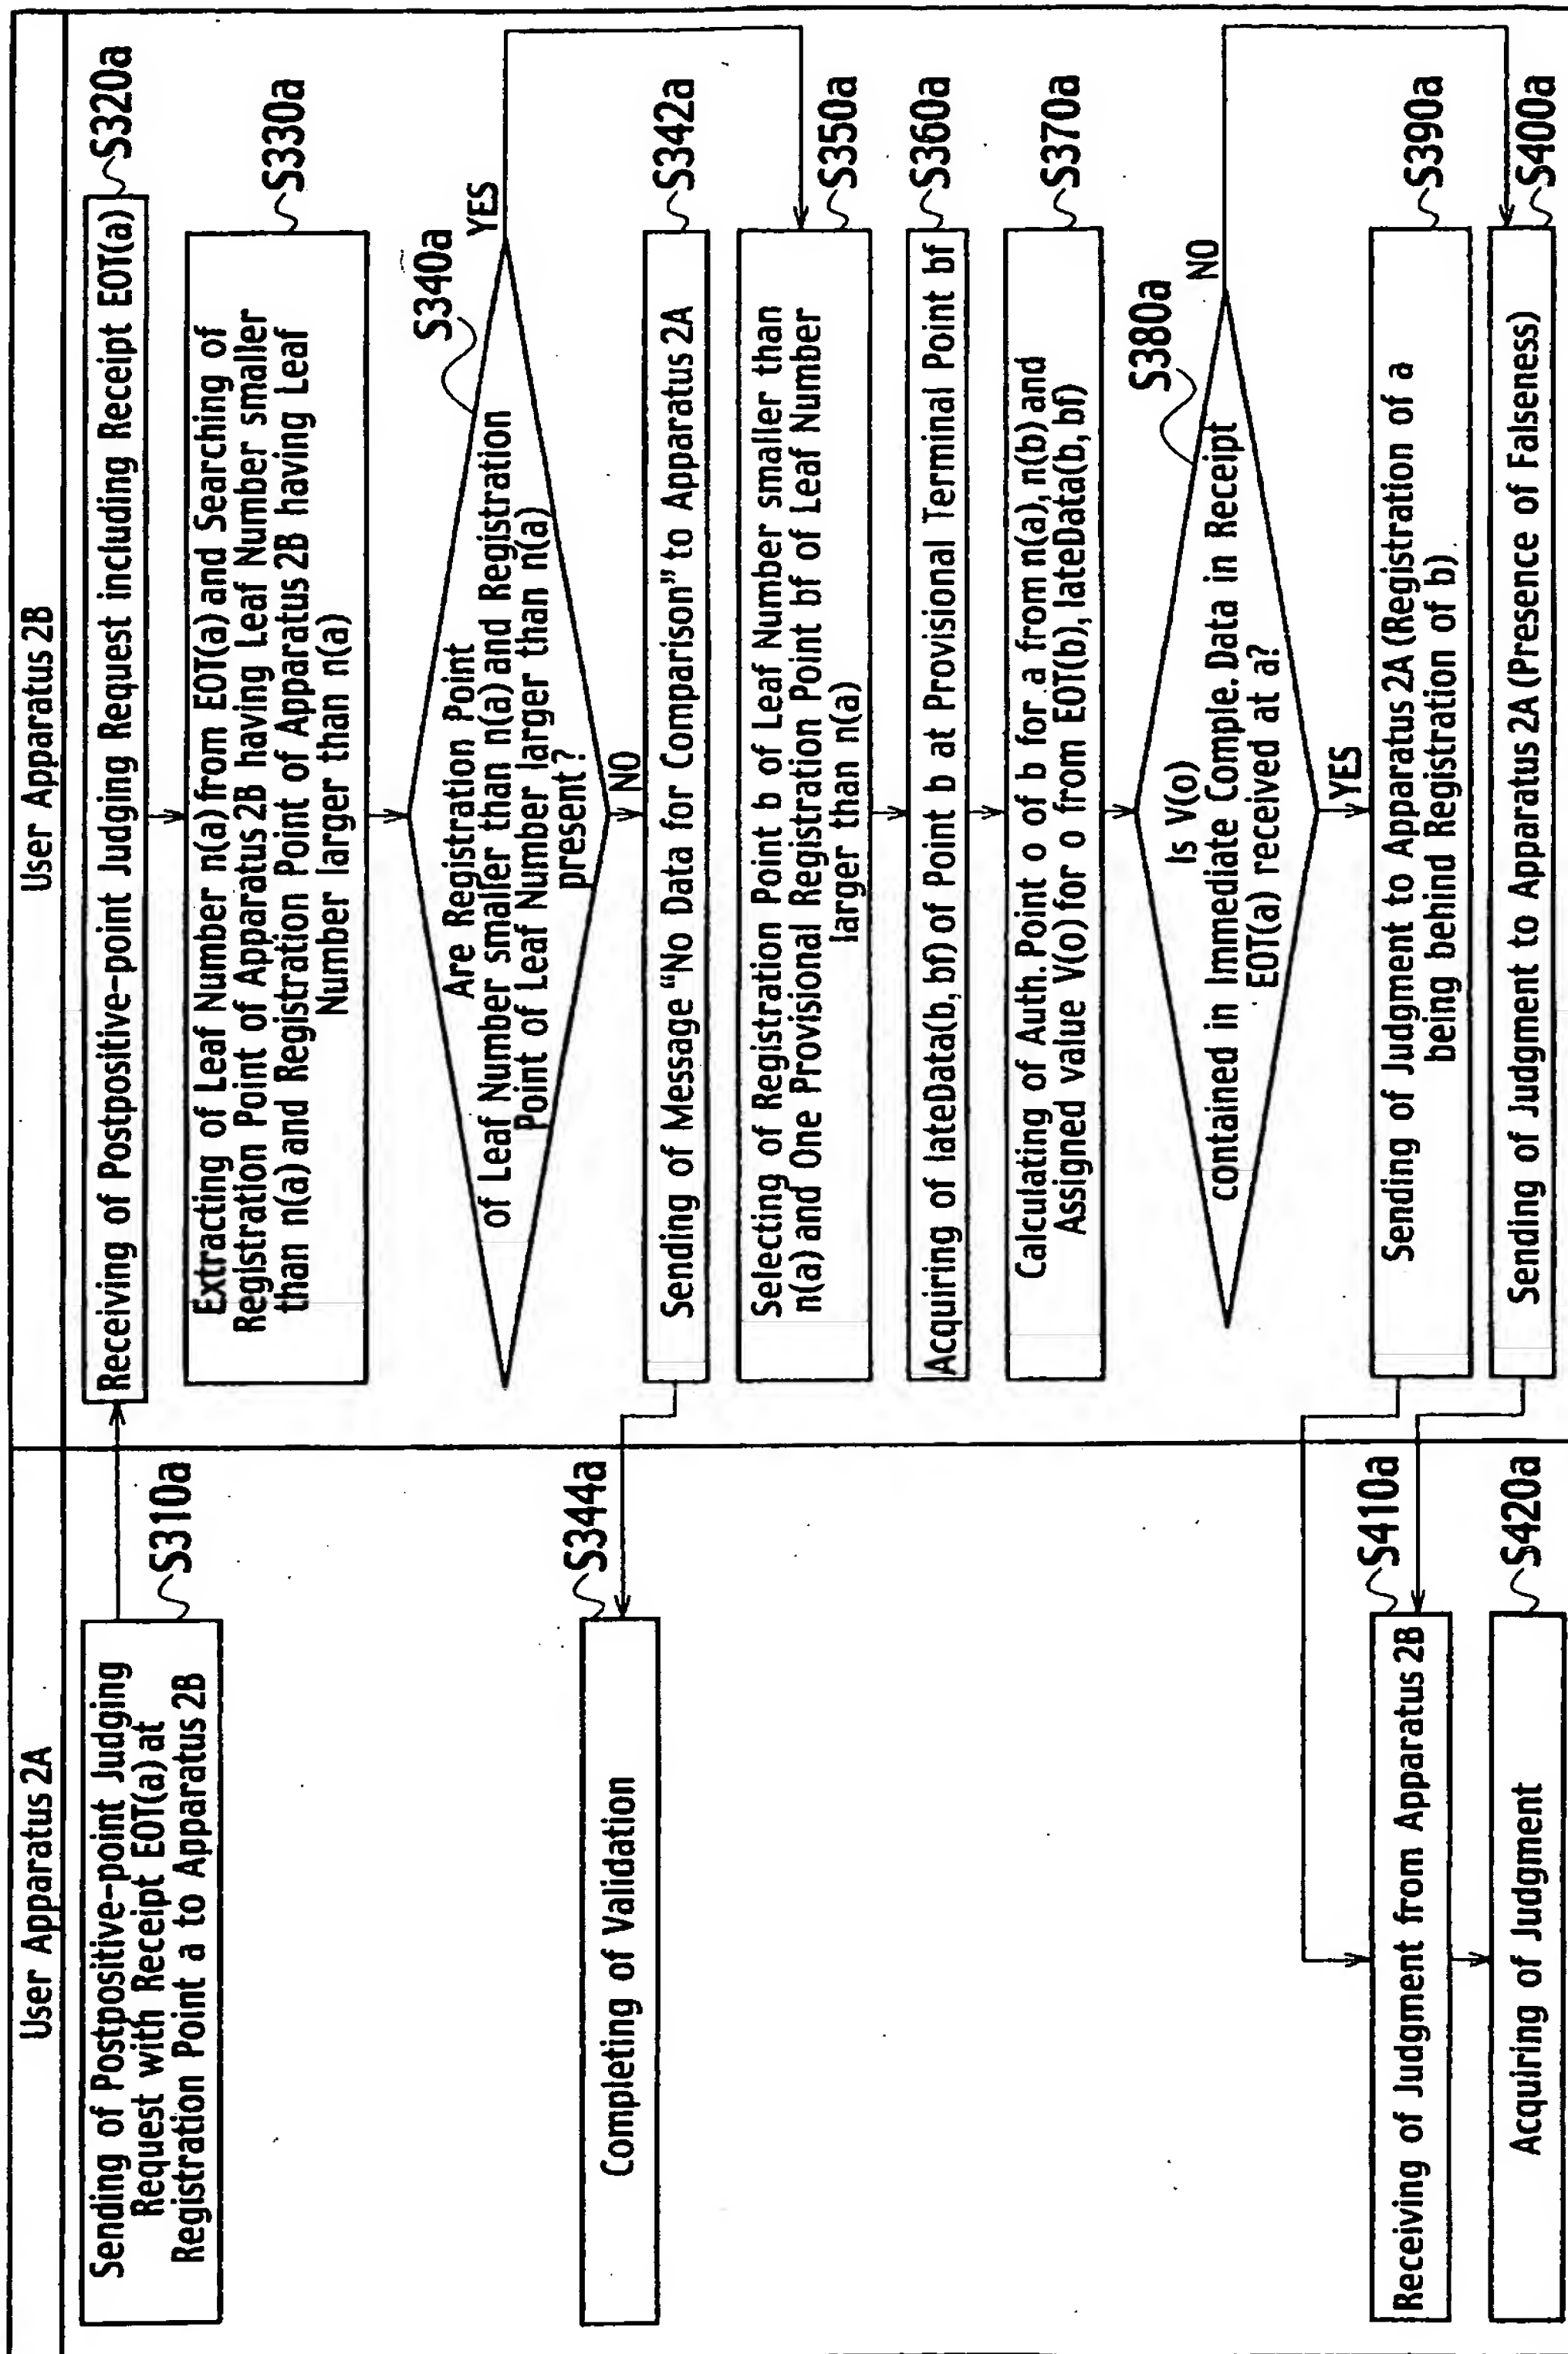 User Apparatus 2A
User Apparatus 2B
Sending of Postpositive-point Judging
Request with Receipt EOT(a) at
Registration Point a to Apparatus 2B
S310a
Receiving of Postpositive-point Judging Request including Receipt EOT(a)
S320a
Extracting of Leaf Number n(a) from EOT(a) and Searching of
Registration Point of Apparatus 2B having Leaf Number smaller
than n(a) and Registration Point of Apparatus 2B having Leaf
Number larger than n(a)
S330a
S340a
Are Registration Point
of Leaf Number smaller than n(a) and Registration
Point of Leaf Number larger than n(a)
present?
YES
NO
Sending of Message “No Data for Comparison” to Apparatus 2A
S342a
S344a
Completing of Validation
Selecting of Registration Point b of Leaf Number smaller than
n(a) and One Provisional Registration Point bf of Leaf Number
larger than n(a)
S350a
Acquiring of lateData(b, bf) of Point b at Provisional Terminal Point bf
S360a
Calculating of Auth. Point o of b for a from n(a), n(b) and
Assigned value V(o) for o from EOT(b), lateData(b, bf)
S370a
S380a
Is V(o)
contained in Immediate Comple. Data in Receipt
EOT(a) received at a?
NO
YES
Sending of Judgment to Apparatus 2A (Registration of a
being behind Registration of b)
S390a
Sending of Judgment to Apparatus 2A (Presence of Falseness)
S400a
Receiving of Judgment from Apparatus 2B
S410a
Acquiring of Judgment
S420a